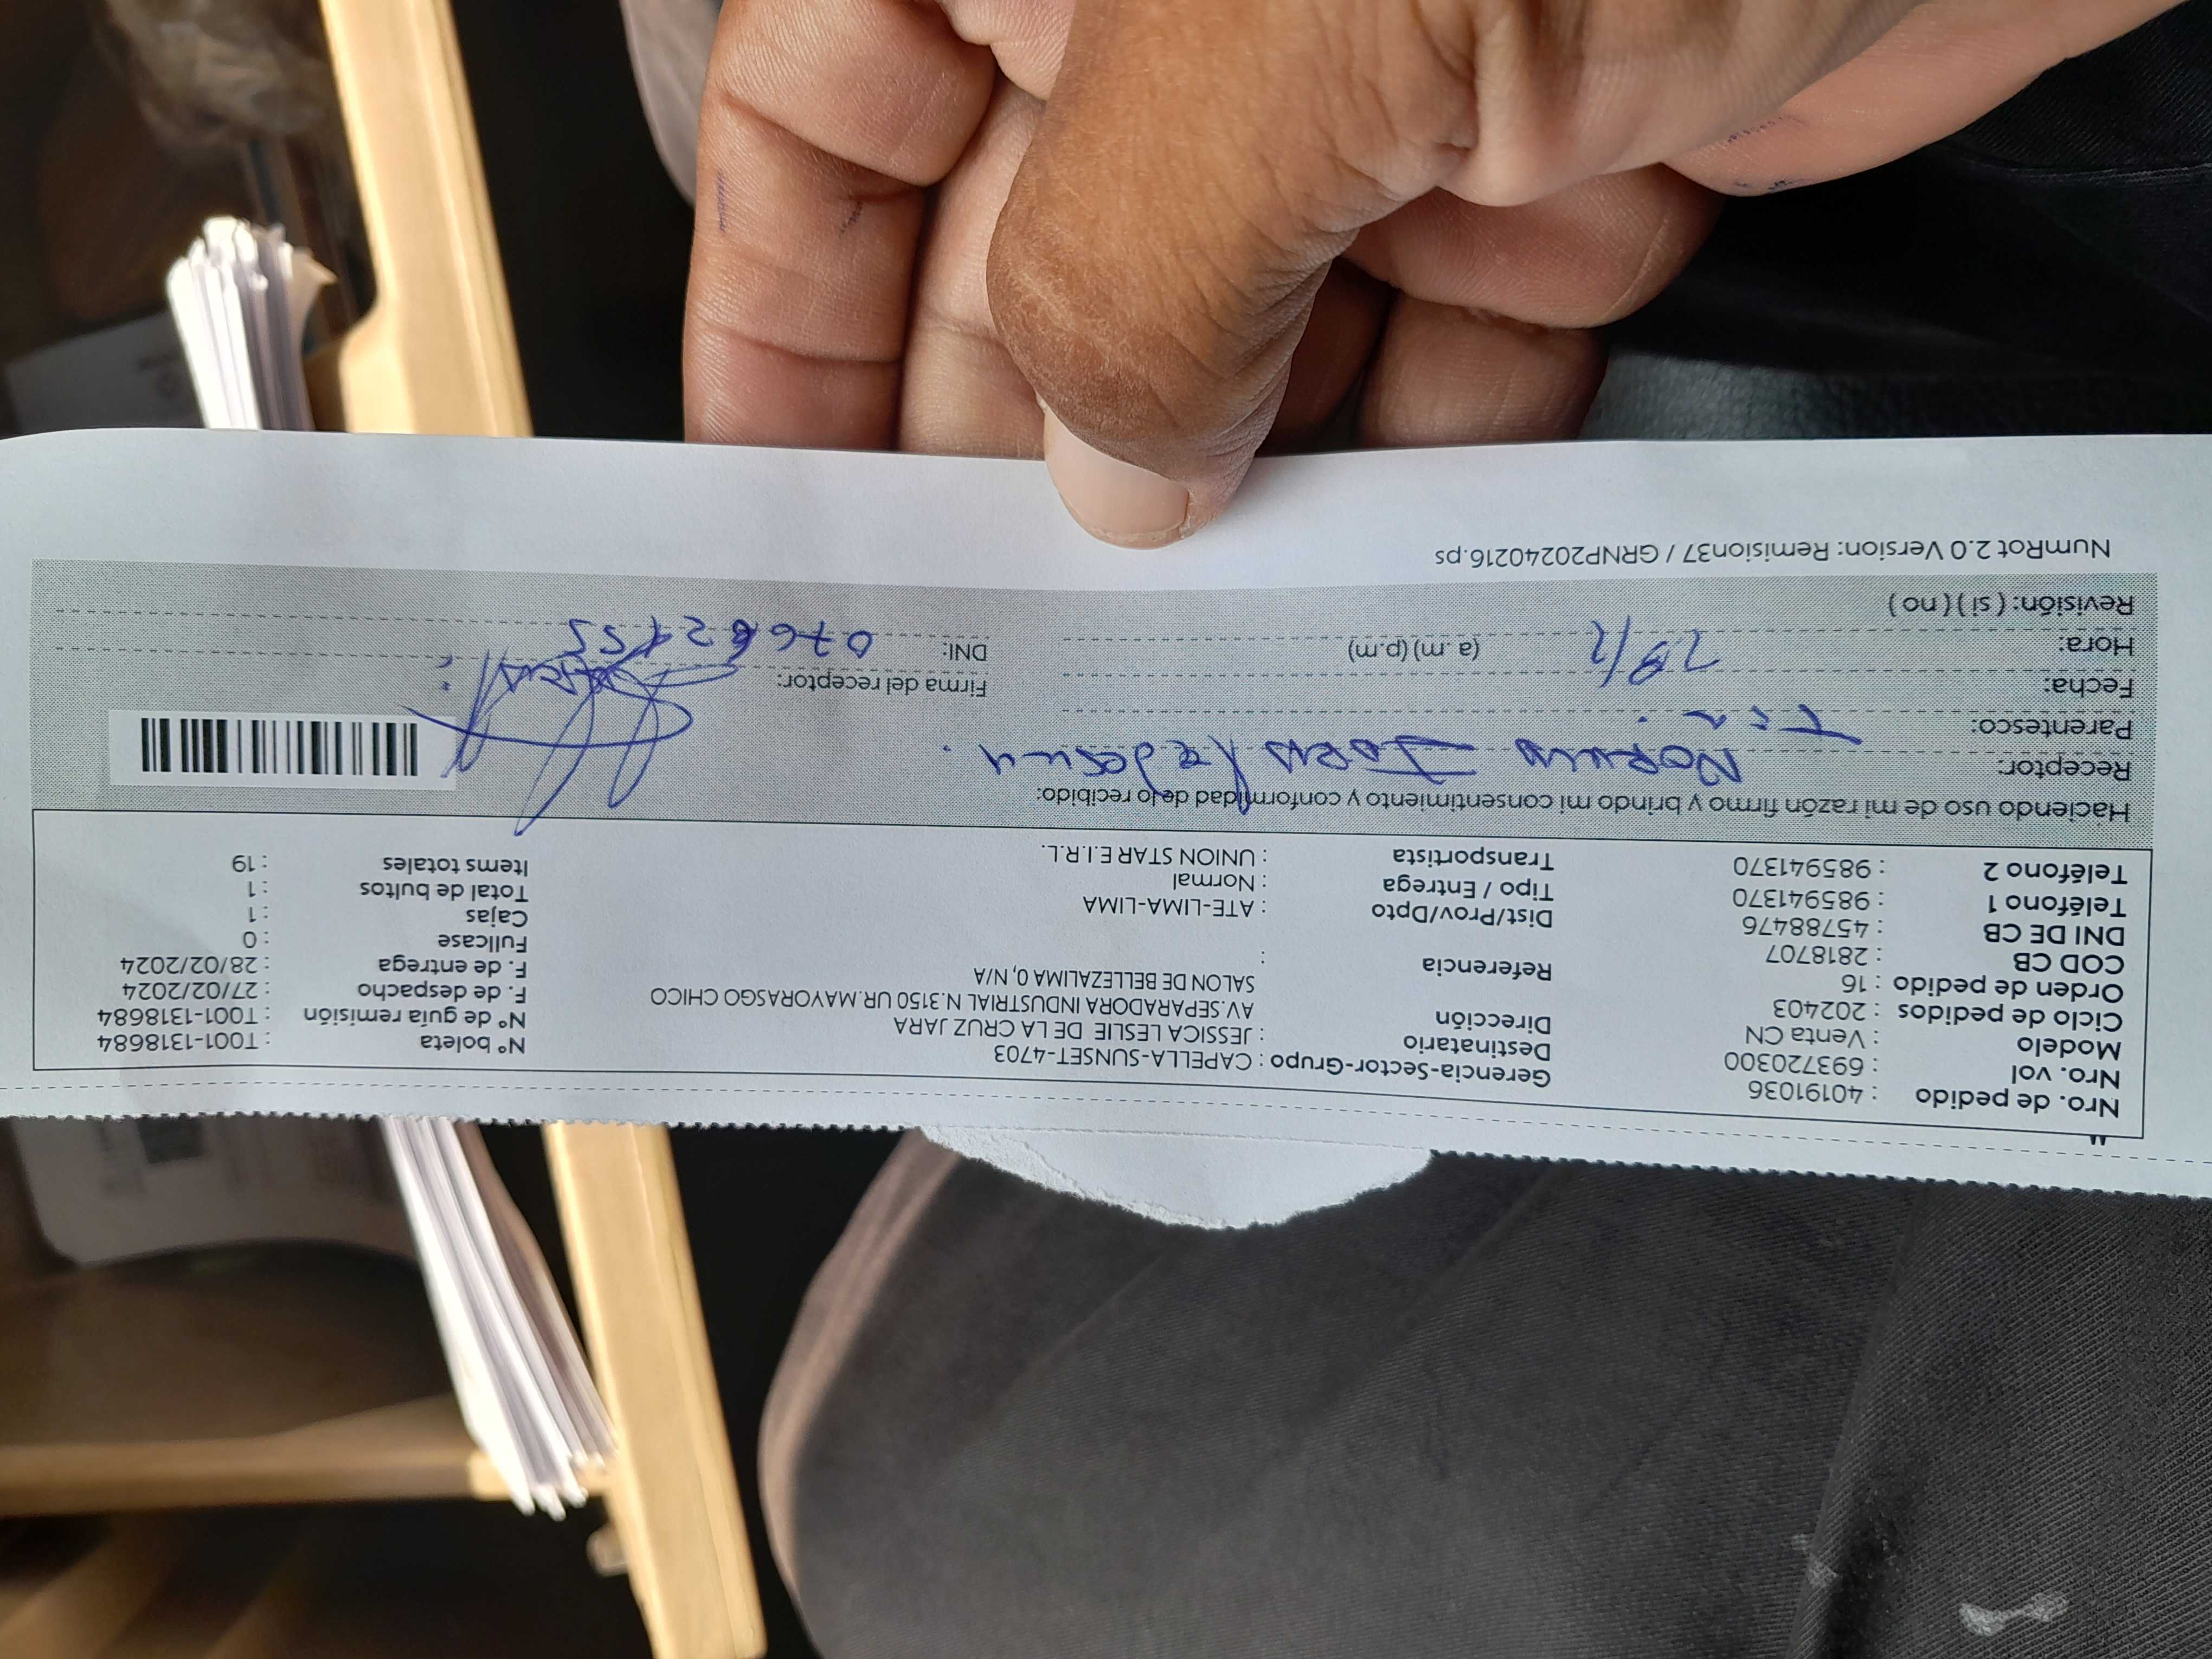 Nro. de pedido : 40191036
Nro. vol : 693720300
Modelo : Venta CN
Ciclo de pedidos : 202403
Orden de pedido : 16
COD CB : 2818707
DNI DE CB : 45788476
Teléfono 1 : 985941370
Teléfono 2 : 985941370
Gerencia-Sector-Grupo : CAPELLA-SUNSET-4703
Destinatario : JESSICA LESLIE DE LA CRUZ JARA
Dirección AV.SEPARADORA INDUSTRIAL N.3150 UR.MAYORASGO CHICO
SALON DE BELLEZALIMA 0, N/A
Referencia :
Dist/Prov/Dpto : ATE-LIMA-LIMA
Tipo / Entrega : Normal
Transportista : UNION STAR E.I.R.L.
N° boleta : T001-1318684
N° de guía remisión : T001-1318684
F. de despacho : 27/02/2024
F. de entrega : 28/02/2024
Fullcase : 0
Cajas : 1
Total de bultos : 1
Items totales : 19
Haciendo uso de mi razón firmo y brindo mi consentimiento y conformidad de lo recibido:
Receptor:
Parentesco:
Fecha:
Hora: (a .m) (p.m)
Revisión: ( si ) ( no )
Firma del receptor:
DNI:
NumRot 2.0 Version: Remision37 / GRNP20240216.ps